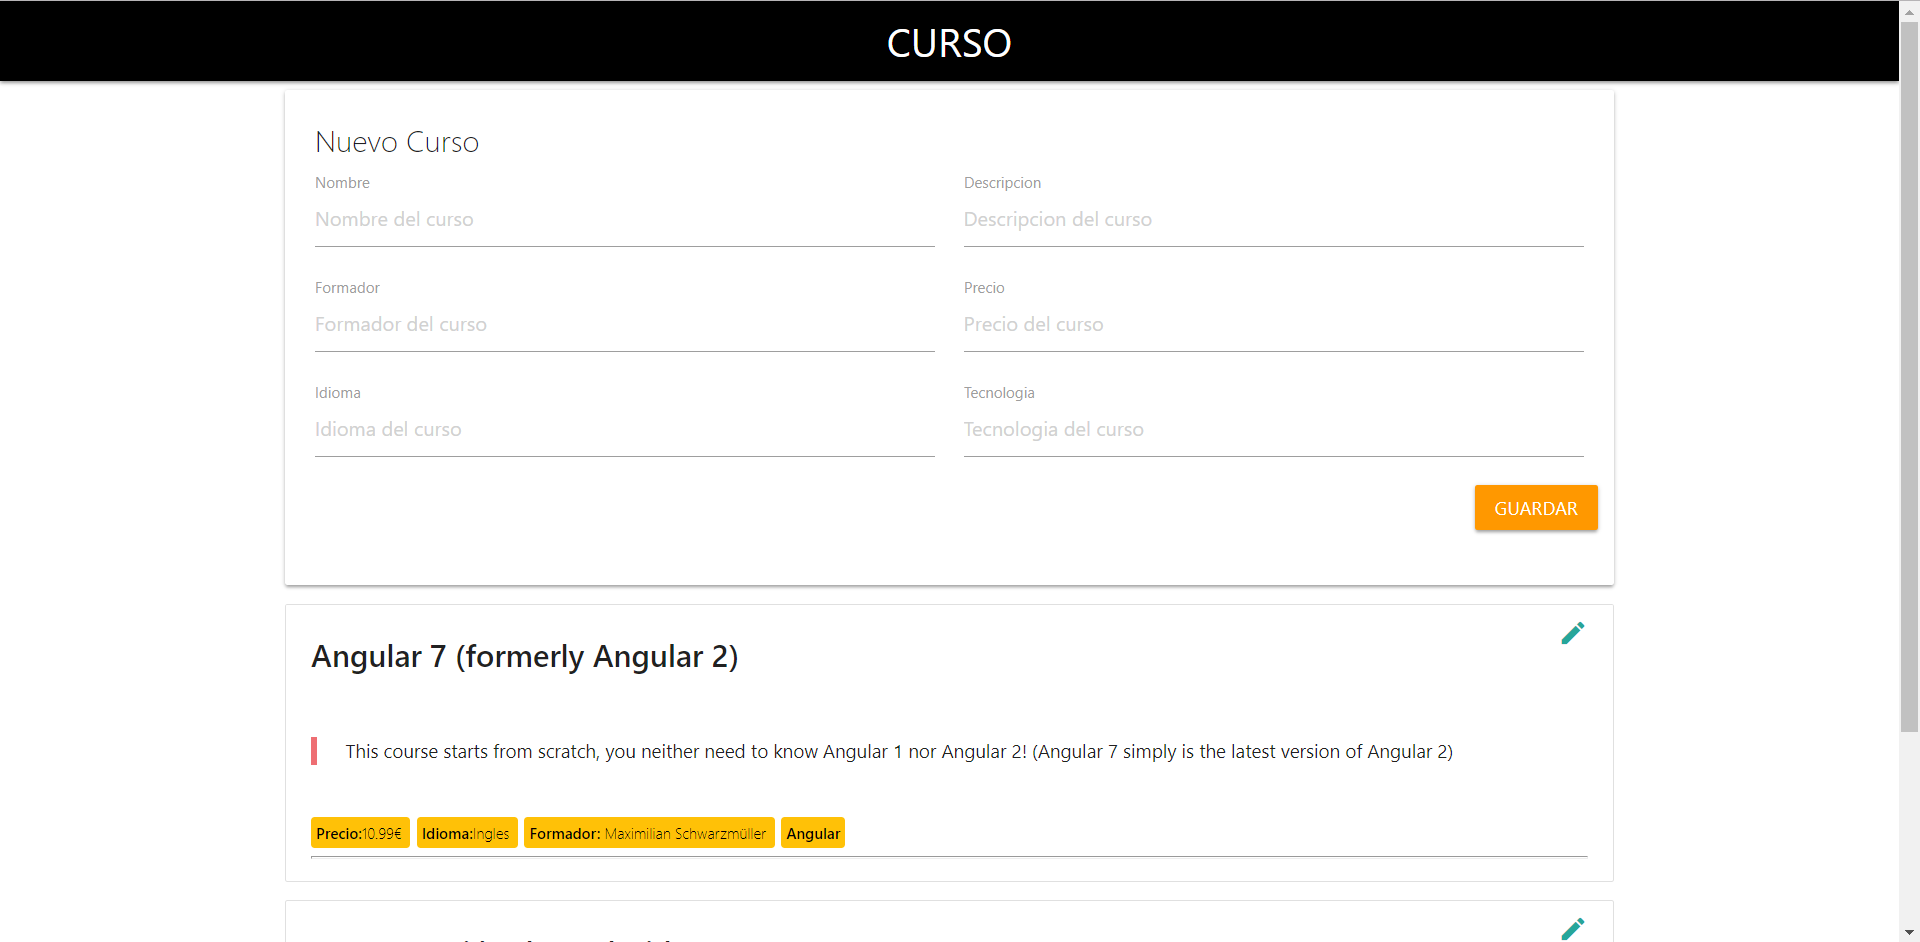 CURSO
Nuevo Curso
Nombre
Descripcion
Nombre del curso
Descripcion del curso
Formador
Precio
Formador del curso
Precio del curso
Idioma
Tecnologia
Idioma del curso
Tecnologia del curso
GUARDAR
Angular 7 (formerly Angular 2)
This course starts from scratch, you neither need to know Angular 1 nor Angular 2! (Angular 7 simply is the latest version of Angular 2)
Precio:10.99€ Idioma:Ingles Formador: Maximilian Schwarzmüller Angular